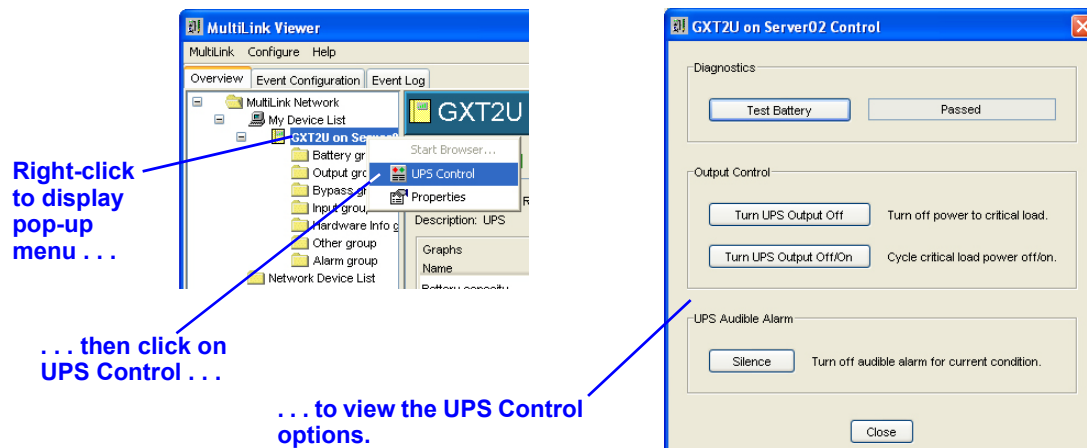 MultiLink Viewer
MultiLink Configure Help
Overview Event Configuration Event Log
MultiLink Network
My Device List
GXT2U on
GXT2U
Battery
Start Browser...
Output
UPS Control
Bypass
Properties
Input
Hardware Info
Description: UPS
Other group
Graphs
Alarm group
Name
Network Device List
Battery capacity
Right-click
to display
pop-up
menu . . .
. . . then click on
UPS Control . . .
. . . to view the UPS Control
options.
GXT2U on Server02 Control
Diagnostics
Test Battery Passed
Output Control
Turn UPS Output Off Turn off power to critical load.
Turn UPS Output Off/On Cycle critical load power off/on.
UPS Audible Alarm
Silence Turn off audible alarm for current condition.
Close